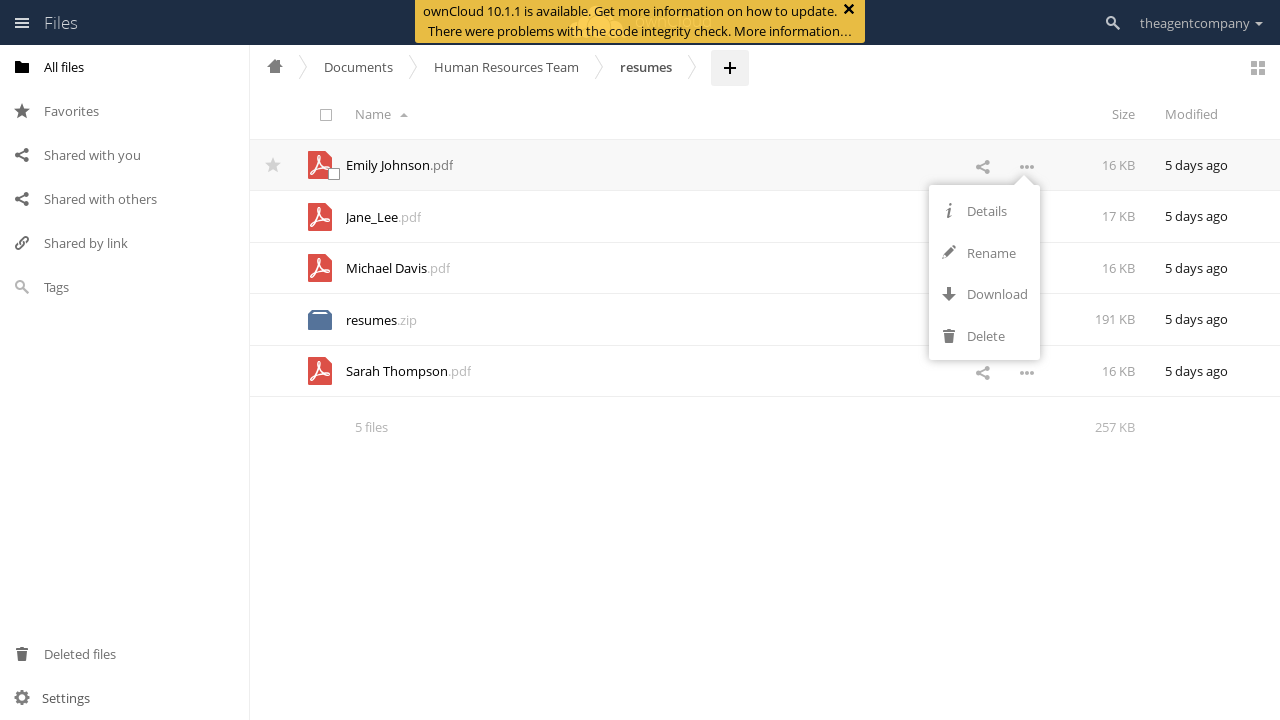 Files
ownCloud 10.1.1 is available. Get more information on how to update.
There were problems with the code integrity check. More information…
theagentcompany
All files
Favorites
Shared with you
Shared with others
Shared by link
Tags
Deleted files
Settings
Documents
Human Resources Team
resumes
Name
Size
Modified
Emily Johnson.pdf
16 KB
5 days ago
Jane_Lee.pdf
17 KB
5 days ago
Michael Davis.pdf
16 KB
5 days ago
resumes.zip
191 KB
5 days ago
Sarah Thompson.pdf
16 KB
5 days ago
5 files
257 KB
Details
Rename
Download
Delete